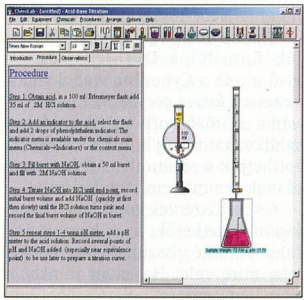 ChemLab - (untitled) - Acid-Base Titration
File Edit Equipment Chemicals Procedures Arrange Options Help
Times New Roman
Introduction Procedure Observations
Procedure
Step 1: Obtain acid, in a 100 ml. Erlenmeyer flask add
35 ml of .2M HCl solution.
Step 2: Add an indicator to the acid, select the flask
and add 2 drops of phenolphthalein indicator. The
indicator menu is available under the chemicals main
menu (Chemicals->Indicators) or the context menu.
Step 3: Fill buret with NaOH, obtain a 50 ml buret
and fill with .2M NaOH solution.
Step 4: Titrate NaOH into HCl until end point, record
initial buret volume and add NaOH (quickly at first
then slowly) until the HCl solution turns pink and
record the final buret volume of NaOH in buret.
Step 5: repeat steps 1-4 using pH meter, add a pH
meter to the acid solution. Record several points of
pH and NaOH added (especially near equivalence
point) to be use later to prepare a titration curve.